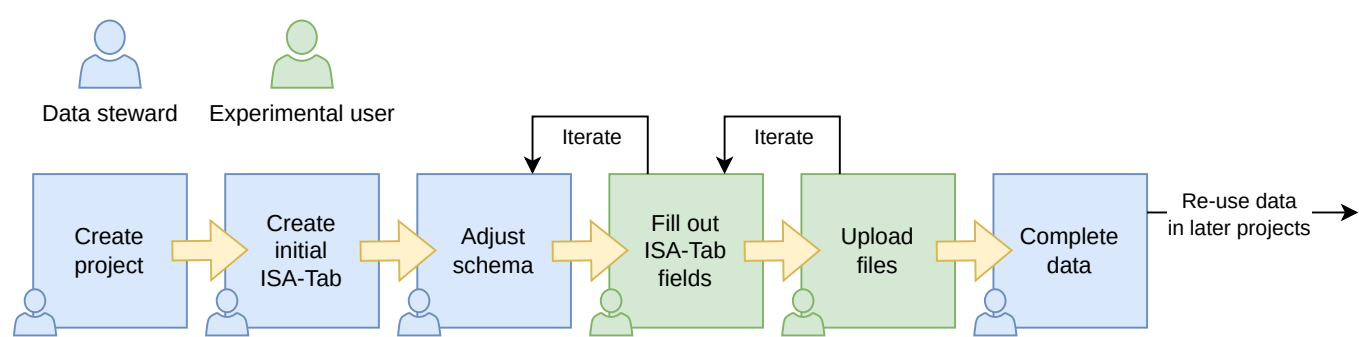 Data steward
Experimental user
Iterate
Iterate
Create
project
Create
initial
ISA-Tab
Adjust
schema
Fill out
ISA-Tab
fields
Upload
files
Complete
data
Re-use data
in later projects